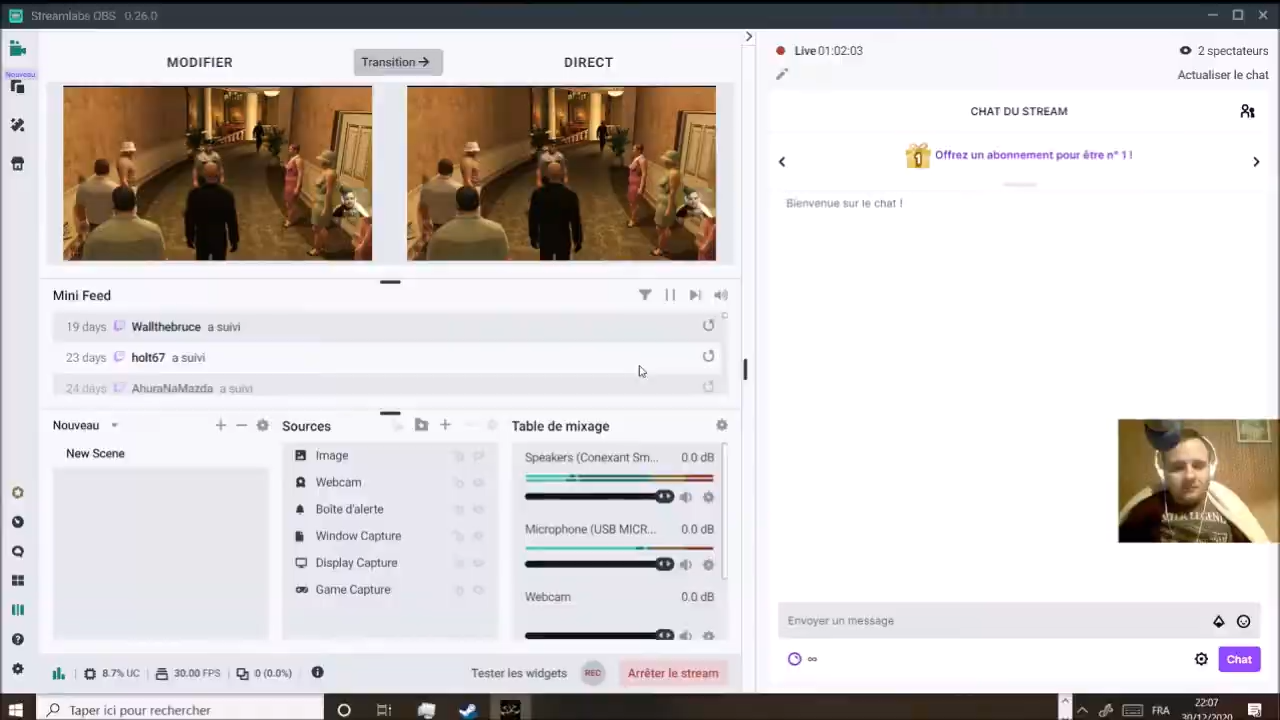 Streamlabs OBS 0.26.0
Nouveau
MODIFIER
Transition
DIRECT
Mini Feed
19 days Wallthebruce a suivi
23 days holt67 a suivi
24 days AhuraNaMazda a suivi
Nouveau
New Scene
Sources
Image
Webcam
Boîte d'alerte
Window Capture
Display Capture
Game Capture
Table de mixage
Speakers (Conexant Sm... 0.0 dB
Microphone (USB MICR... 0.0 dB
Webcam 0.0 dB
8.7% UC 30.00 FPS 0 (0.0%)
Tester les widgets REC Arrêter le stream
Live 01:02:03
2 spectateurs
Actualiser le chat
CHAT DU STREAM
1 Offrez un abonnement pour être n° 1 !
Bienvenue sur le chat !
Envoyer un message
∞
Chat
Taper ici pour rechercher
FRA
22:07
30/12/2020